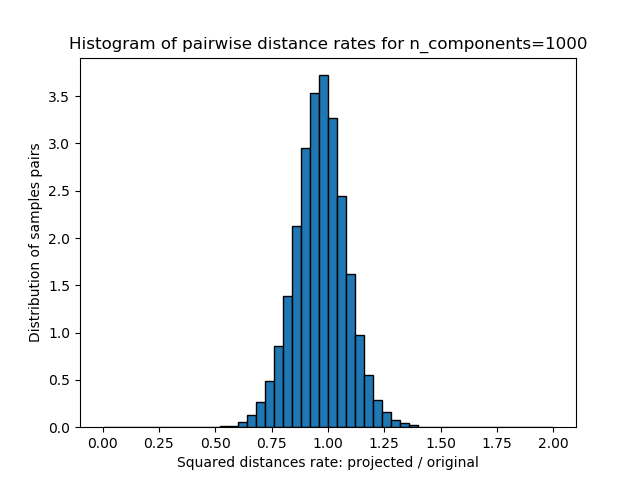 Histogram of pairwise distance rates for n_components=1000
Distribution of samples pairs
3.5
3.0
2.5
2.0
1.5
1.0
0.5
0.0
0.00 0.25 0.50 0.75 1.00 1.25 1.50 1.75 2.00
Squared distances rate: projected / original